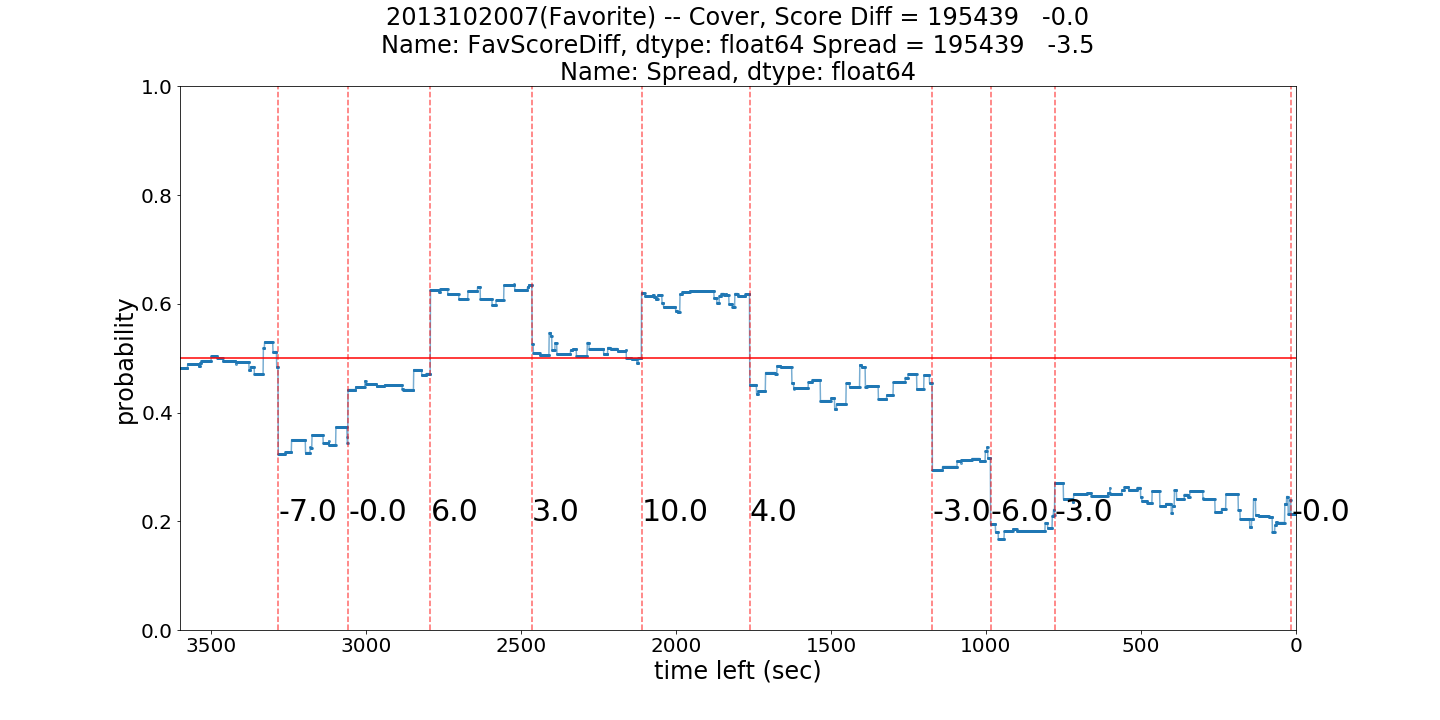 2013102007(Favorite) -- Cover, Score Diff = 195439   -0.0
Name: FavScoreDiff, dtype: float64 Spread = 195439   -3.5
Name: Spread, dtype: float64
1.0
0.8
0.6
0.4
0.2
0.0
probability
-7.0 -0.0 6.0 3.0 10.0 4.0 -3.0 -6.0 -3.0 -0.0
3500 3000 2500 2000 1500 1000 500 0
time left (sec)